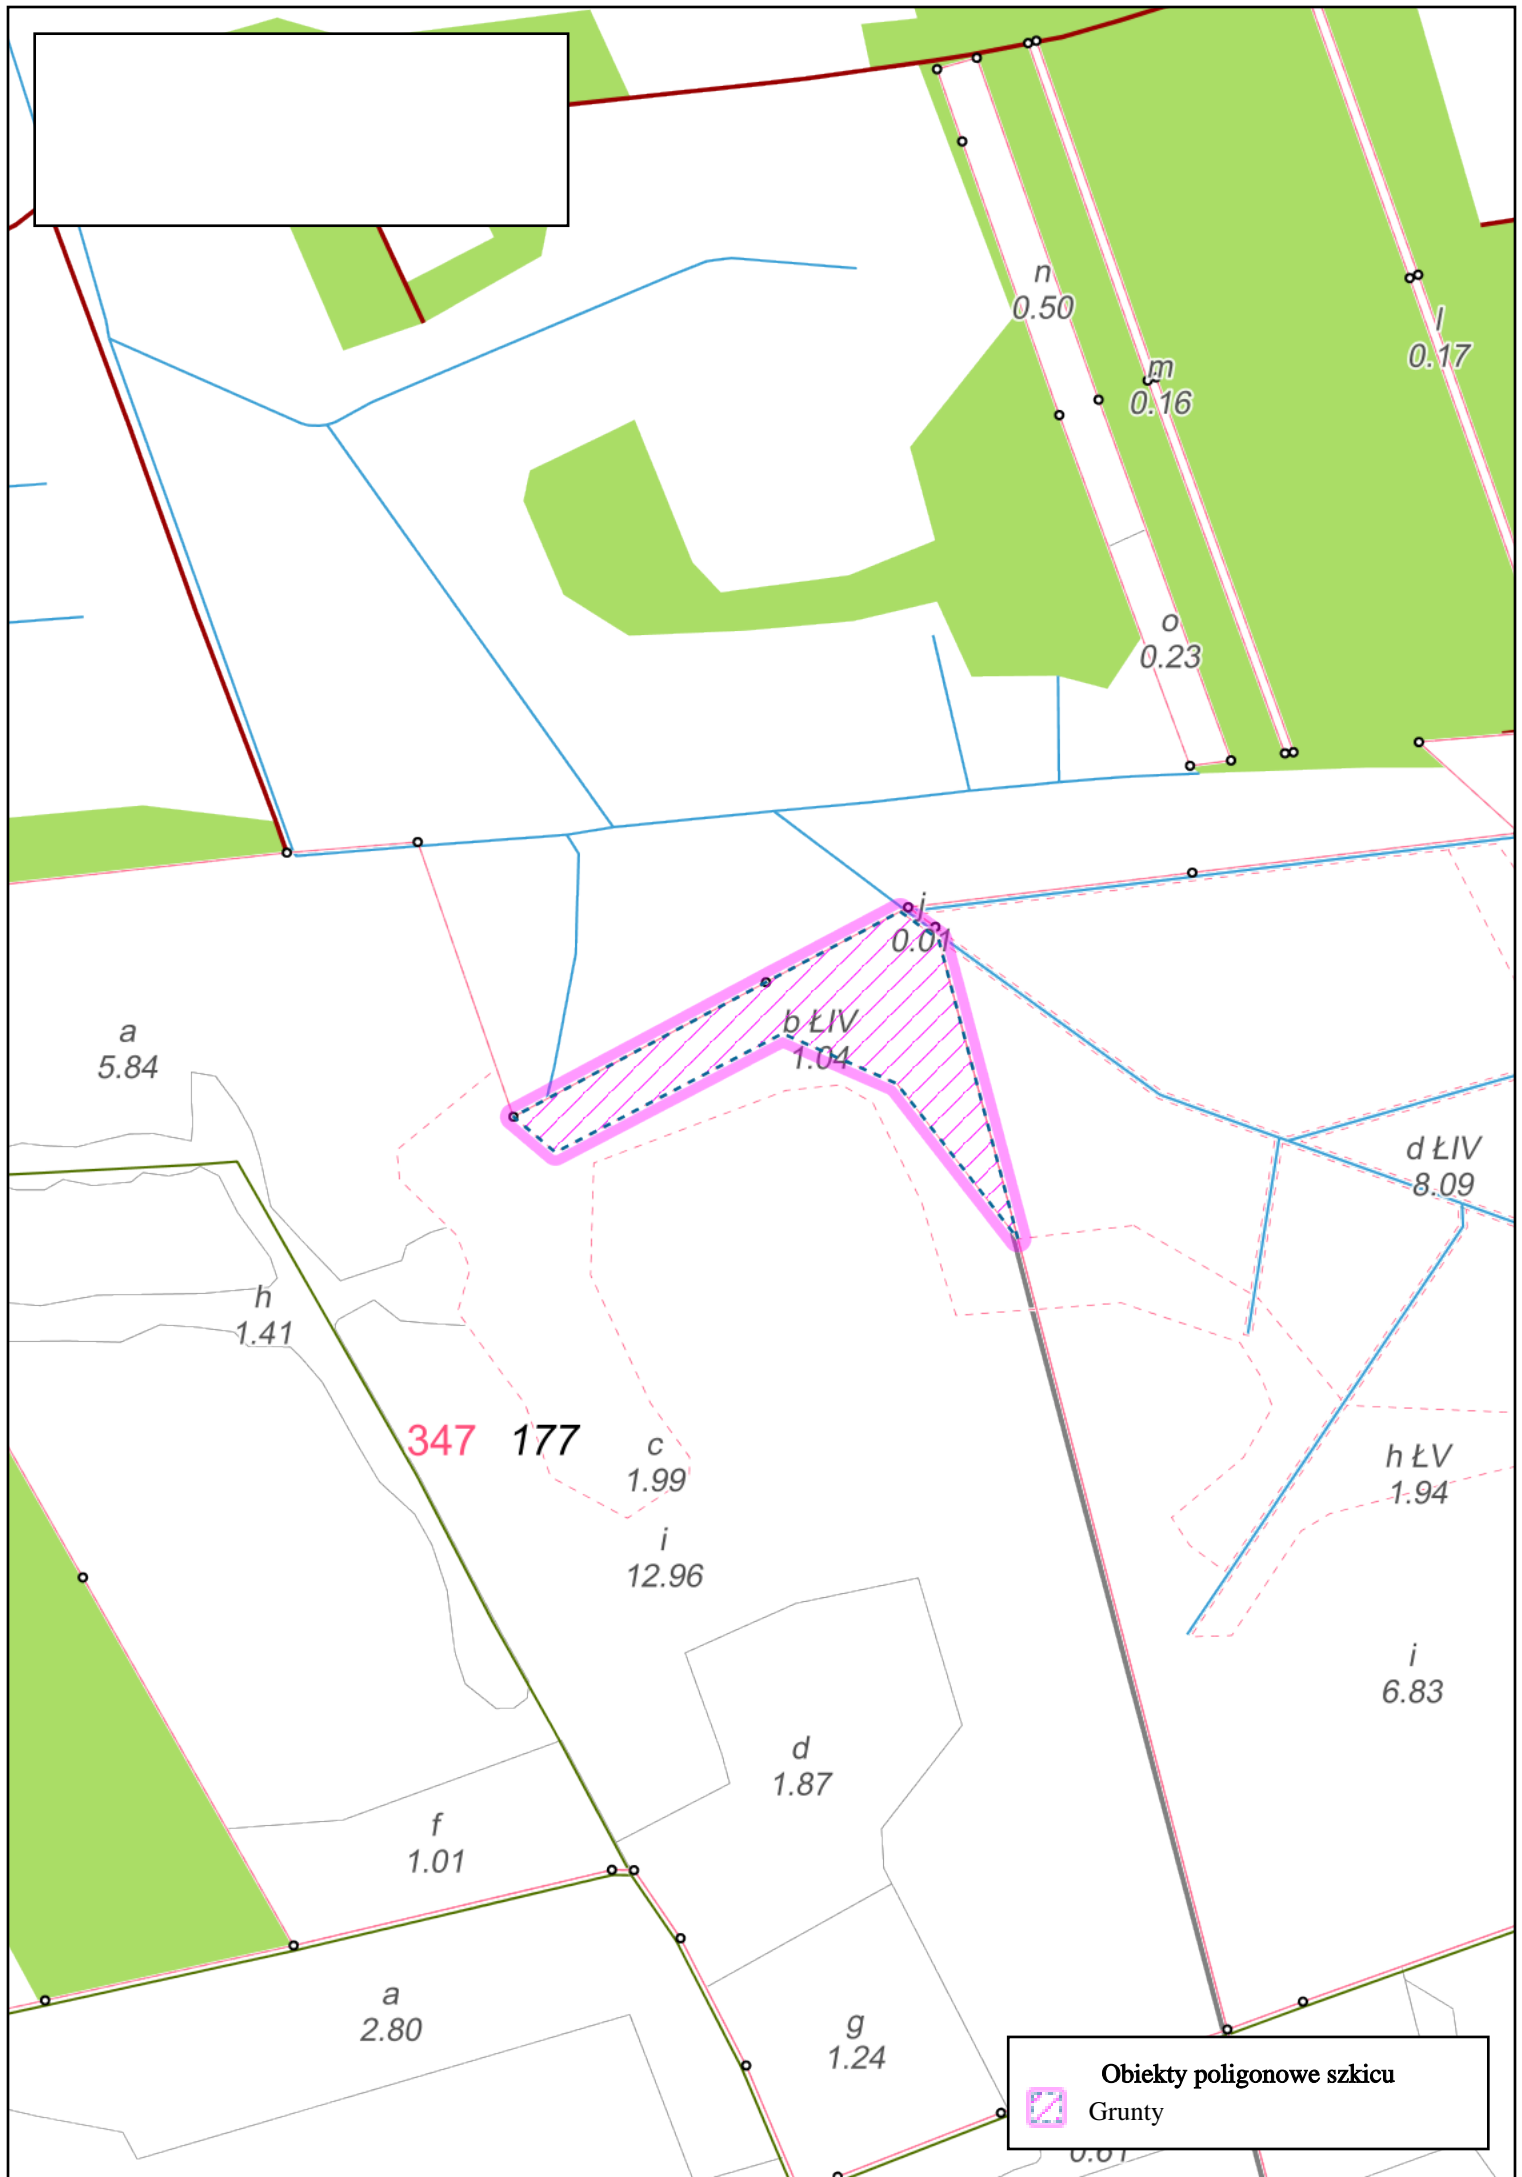 n
0.50
l
0.17
m
0.16
o
0.23
j
0.01
b ŁIV
1.04
a
5.84
d ŁIV
8.09
h
1.41
347 177
c
1.99
h ŁV
1.94
i
12.96
i
6.83
d
1.87
f
1.01
a
2.80
g
1.24
Obiekty poligonowe szkicu
Grunty
0.61